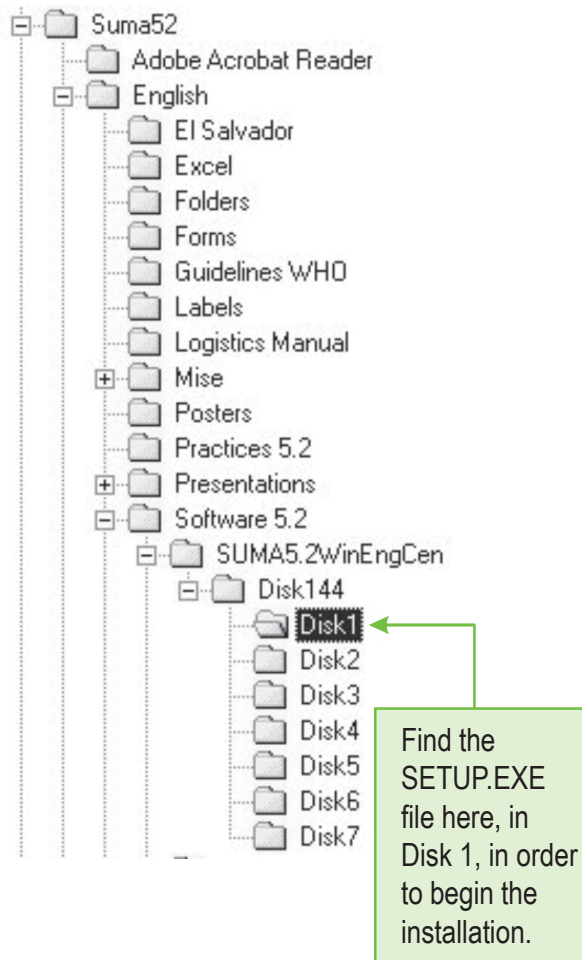 Suma52
Adobe Acrobat Reader
English
El Salvador
Excel
Folders
Forms
Guidelines WHO
Labels
Logistics Manual
Mise
Posters
Practices 5.2
Presentations
Software 5.2
SUMA5.2WinEngCen
Disk144
Disk1
Disk2
Disk3
Disk4
Disk5
Disk6
Disk7
Find the
SETUP.EXE
file here, in
Disk 1, in order
to begin the
installation.